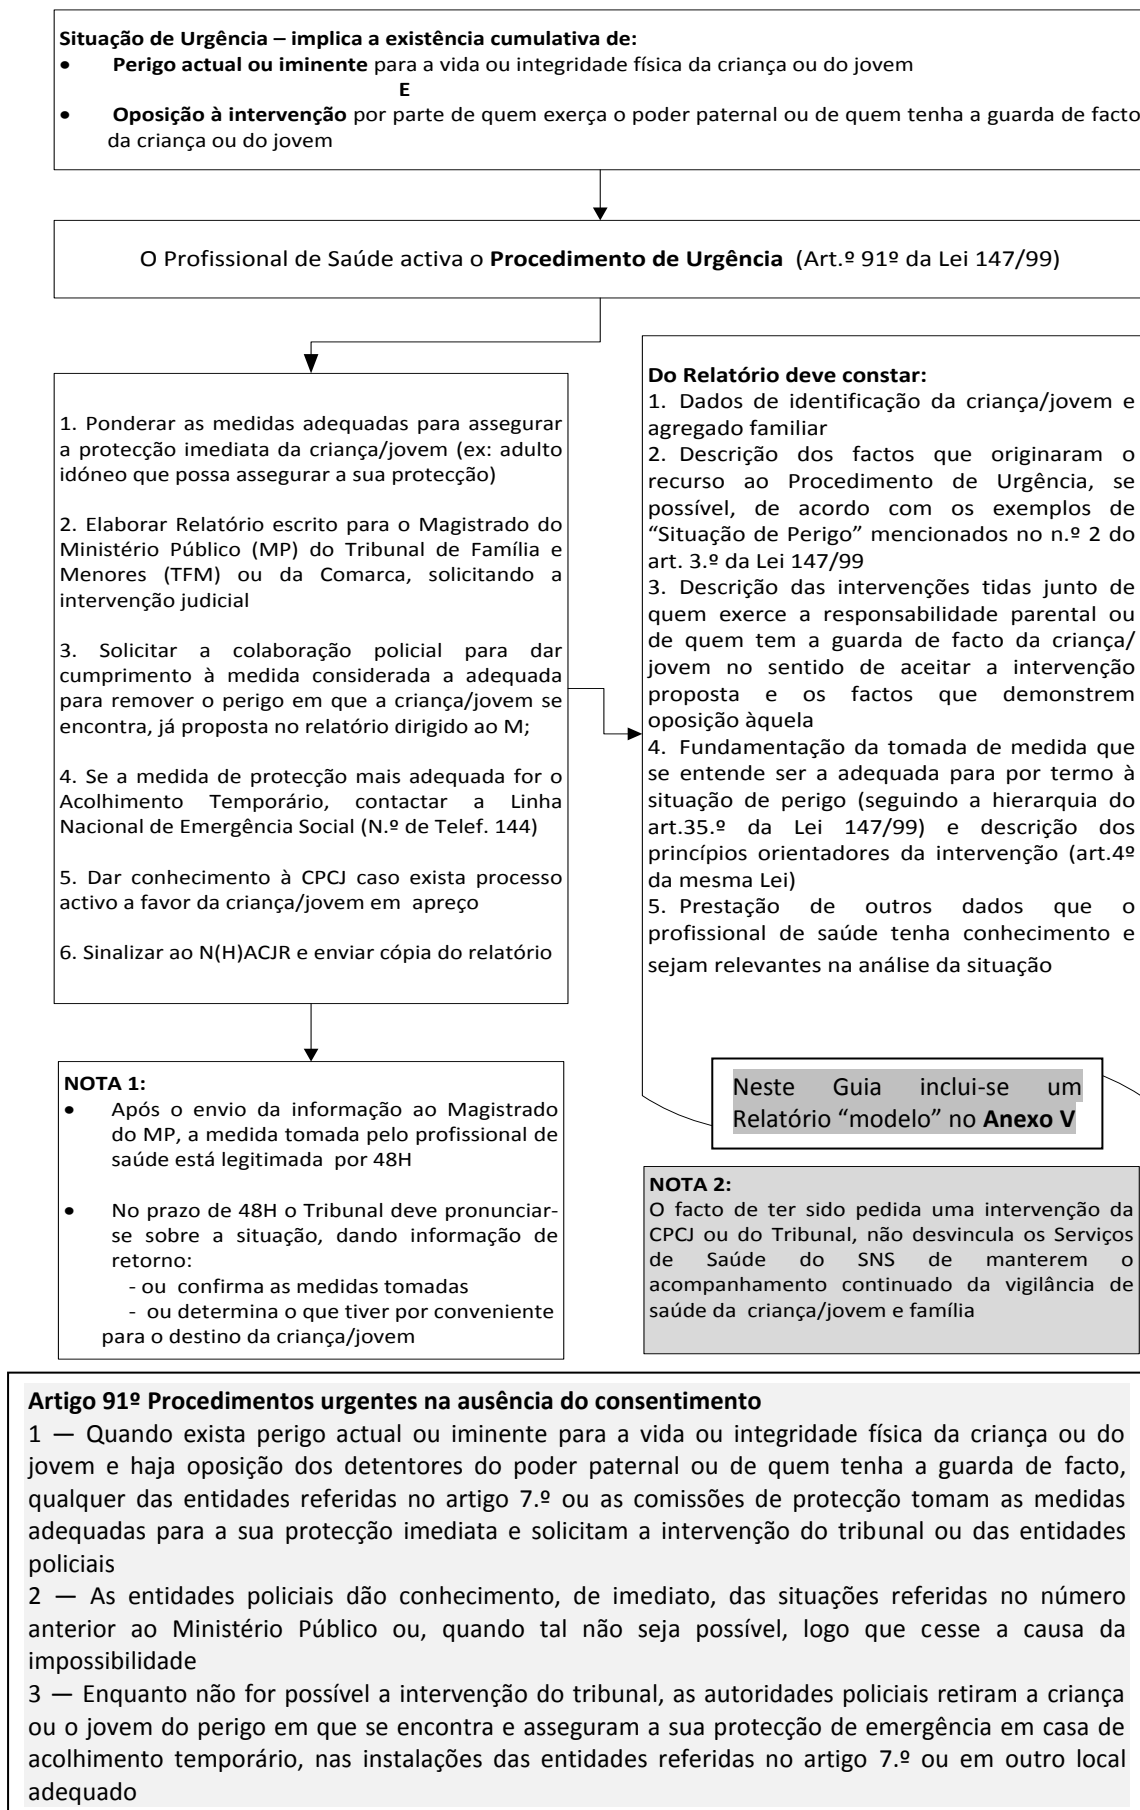 Situação de Urgência – implica a existência cumulativa de:
• Perigo actual ou iminente para a vida ou integridade física da criança ou do jovem
E
• Oposição à intervenção por parte de quem exerça o poder paternal ou de quem tenha a guarda de facto
da criança ou do jovem
O Profissional de Saúde activa o Procedimento de Urgência (Art.º 91º da Lei 147/99)
1. Ponderar as medidas adequadas para assegurar
a protecção imediata da criança/jovem (ex: adulto
idóneo que possa assegurar a sua protecção)
2. Elaborar Relatório escrito para o Magistrado do
Ministério Público (MP) do Tribunal de Família e
Menores (TFM) ou da Comarca, solicitando a
intervenção judicial
3. Solicitar a colaboração policial para dar
cumprimento à medida considerada a adequada
para remover o perigo em que a criança/jovem se
encontra, já proposta no relatório dirigido ao M;
4. Se a medida de protecção mais adequada for o
Acolhimento Temporário, contactar a Linha
Nacional de Emergência Social (N.º de Telef. 144)
5. Dar conhecimento à CPCJ caso exista processo
activo a favor da criança/jovem em apreço
6. Sinalizar ao N(H)ACJR e enviar cópia do relatório
Do Relatório deve constar:
1. Dados de identificação da criança/jovem e
agregado familiar
2. Descrição dos factos que originaram o
recurso ao Procedimento de Urgência, se
possível, de acordo com os exemplos de
“Situação de Perigo” mencionados no n.º 2 do
art. 3.º da Lei 147/99
3. Descrição das intervenções tidas junto de
quem exerce a responsabilidade parental ou
de quem tem a guarda de facto da criança/
jovem no sentido de aceitar a intervenção
proposta e os factos que demonstrem
oposição àquela
4. Fundamentação da tomada de medida que
se entende ser a adequada para por termo à
situação de perigo (seguindo a hierarquia do
art.35.º da Lei 147/99) e descrição dos
princípios orientadores da intervenção (art.4º
da mesma Lei)
5. Prestação de outros dados que o
profissional de saúde tenha conhecimento e
sejam relevantes na análise da situação
Neste Guia inclui-se um
Relatório “modelo” no Anexo V
NOTA 1:
• Após o envio da informação ao Magistrado
do MP, a medida tomada pelo profissional de
saúde está legitimada por 48H
• No prazo de 48H o Tribunal deve pronunciar-
se sobre a situação, dando informação de
retorno:
- ou confirma as medidas tomadas
- ou determina o que tiver por conveniente
para o destino da criança/jovem
NOTA 2:
O facto de ter sido pedida uma intervenção da
CPCJ ou do Tribunal, não desvincula os Serviços
de Saúde do SNS de manterem o
acompanhamento continuado da vigilância de
saúde da criança/jovem e família
Artigo 91º Procedimentos urgentes na ausência do consentimento
1 — Quando exista perigo actual ou iminente para a vida ou integridade física da criança ou do
jovem e haja oposição dos detentores do poder paternal ou de quem tenha a guarda de facto,
qualquer das entidades referidas no artigo 7.º ou as comissões de protecção tomam as medidas
adequadas para a sua protecção imediata e solicitam a intervenção do tribunal ou das entidades
policiais
2 — As entidades policiais dão conhecimento, de imediato, das situações referidas no número
anterior ao Ministério Público ou, quando tal não seja possível, logo que cesse a causa da
impossibilidade
3 — Enquanto não for possível a intervenção do tribunal, as autoridades policiais retiram a criança
ou o jovem do perigo em que se encontra e asseguram a sua protecção de emergência em casa de
acolhimento temporário, nas instalações das entidades referidas no artigo 7.º ou em outro local
adequado